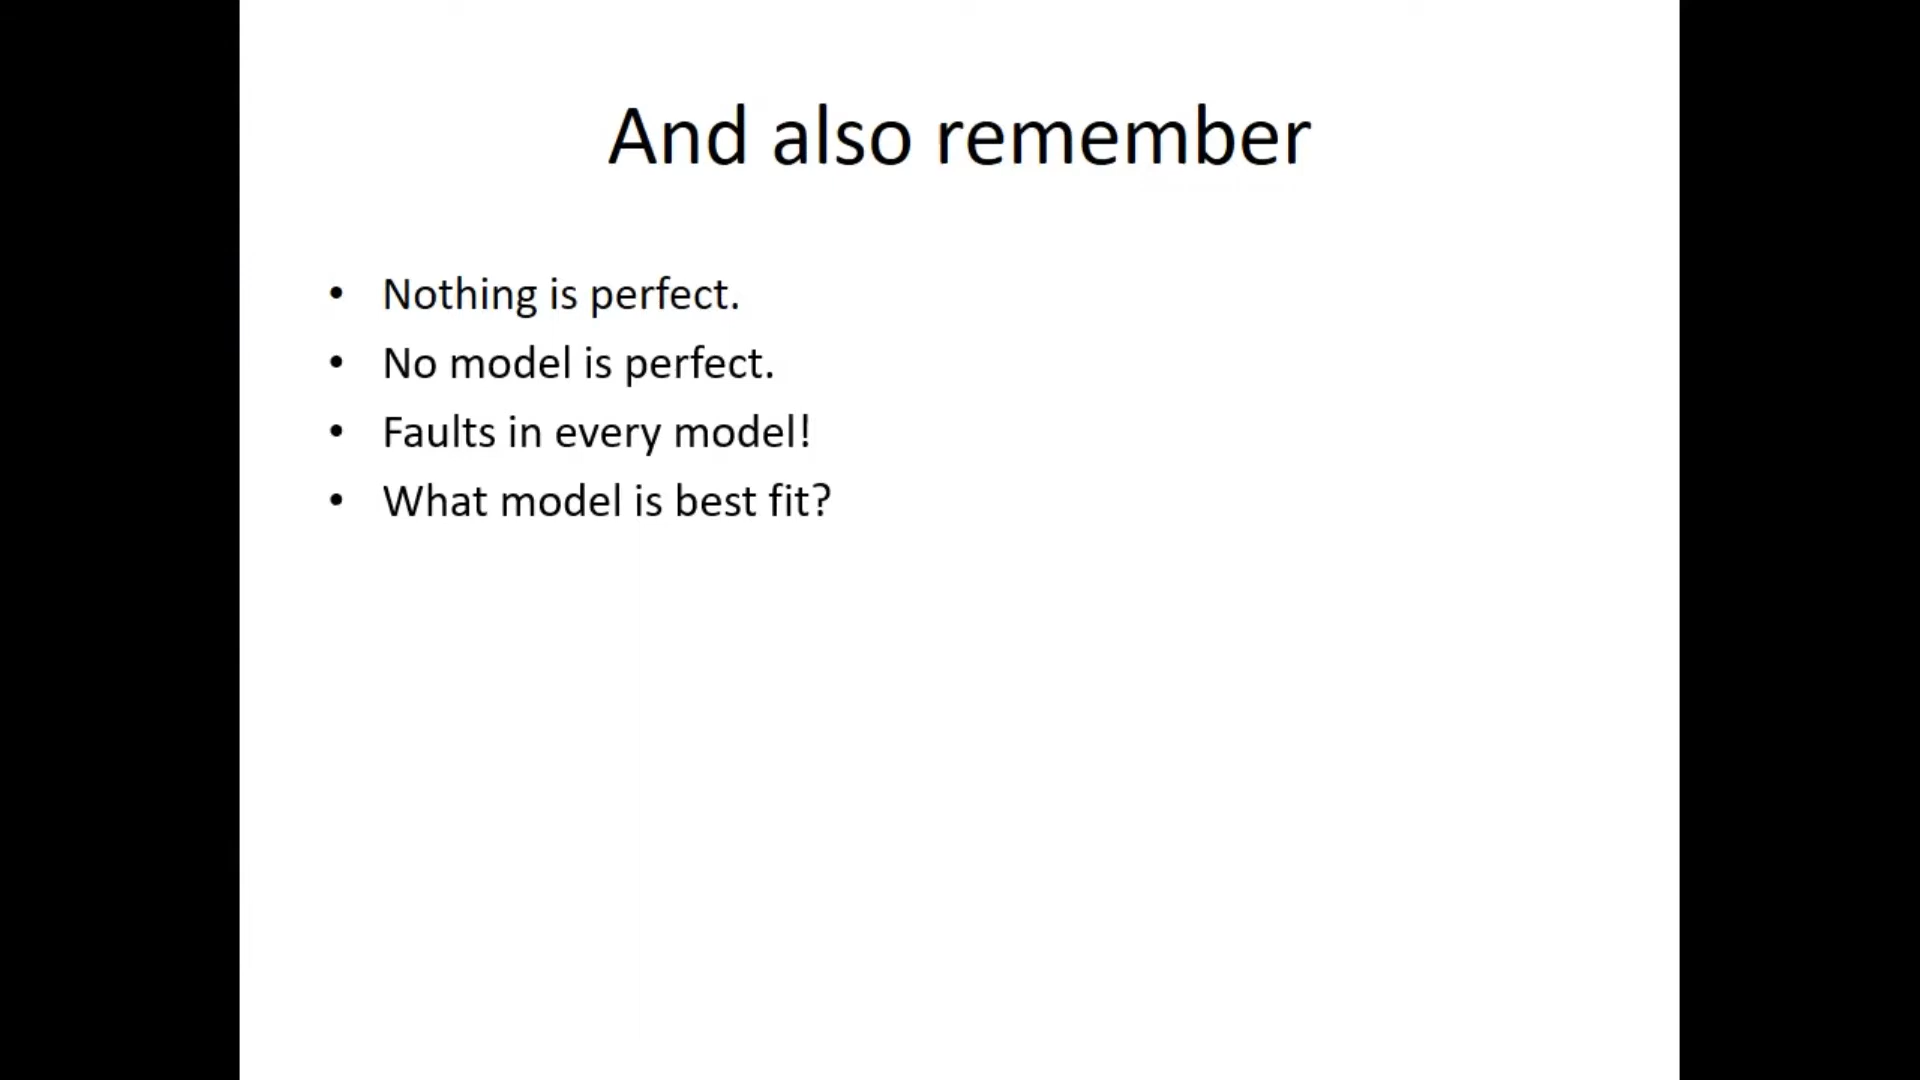 And also remember
• Nothing is perfect.
• No model is perfect.
• Faults in every model!
• What model is best fit?